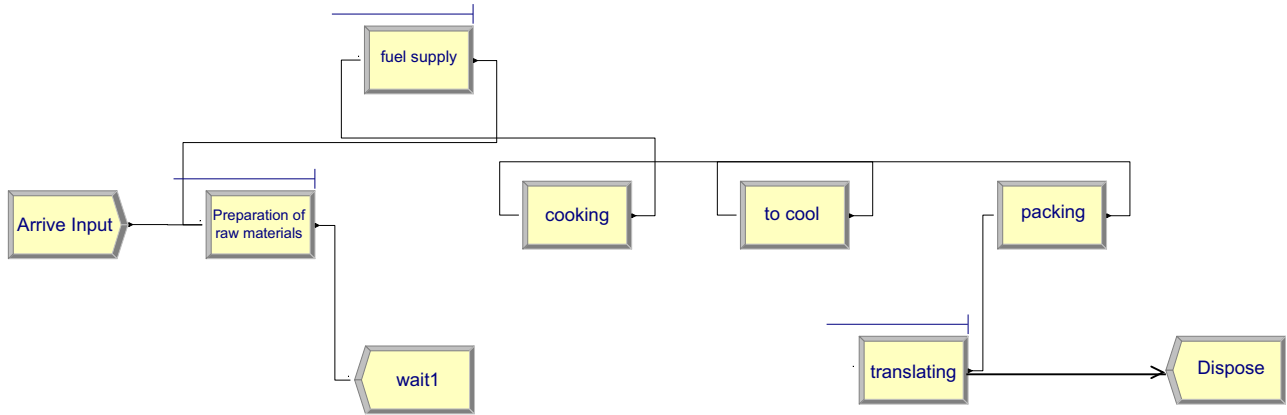 fuel supply
Arrive Input
Preparation of
raw materials
cooking
to cool
packing
wait1
translating
Dispose